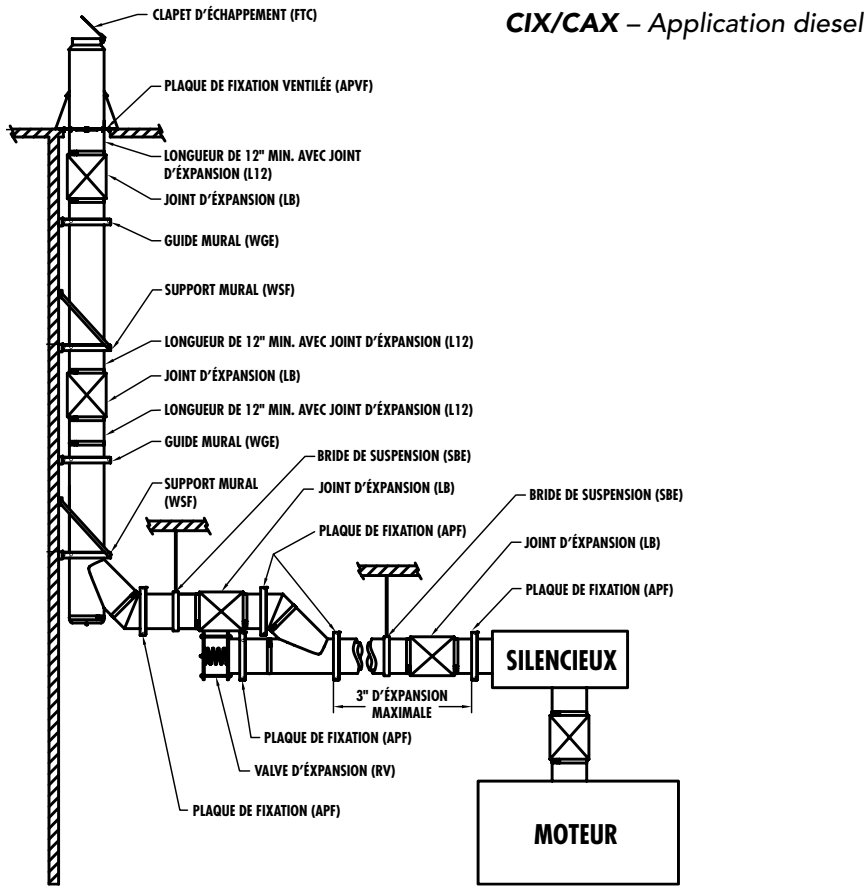 CIX/CAX – Application diesel
CLAPET D'ÉCHAPPEMENT (FTC)
PLAQUE DE FIXATION VENTILÉE (APVF)
LONGUEUR DE 12" MIN. AVEC JOINT
D'ÉXPANSION (L12)
JOINT D'ÉXPANSION (LB)
GUIDE MURAL (WGE)
SUPPORT MURAL (WSF)
LONGUEUR DE 12" MIN. AVEC JOINT D'ÉXPANSION (L12)
JOINT D'ÉXPANSION (LB)
LONGUEUR DE 12" MIN. AVEC JOINT D'ÉXPANSION (L12)
GUIDE MURAL (WGE)
BRIDE DE SUSPENSION (SBE)
SUPPORT MURAL
(WSF)
JOINT D'ÉXPANSION (LB)
BRIDE DE SUSPENSION (SBE)
PLAQUE DE FIXATION (APF)
JOINT D'ÉXPANSION (LB)
PLAQUE DE FIXATION (APF)
SILENCIEUX
3" D'ÉXPANSION
MAXIMALE
PLAQUE DE FIXATION (APF)
VALVE D'ÉXPANSION (RV)
PLAQUE DE FIXATION (APF)
MOTEUR